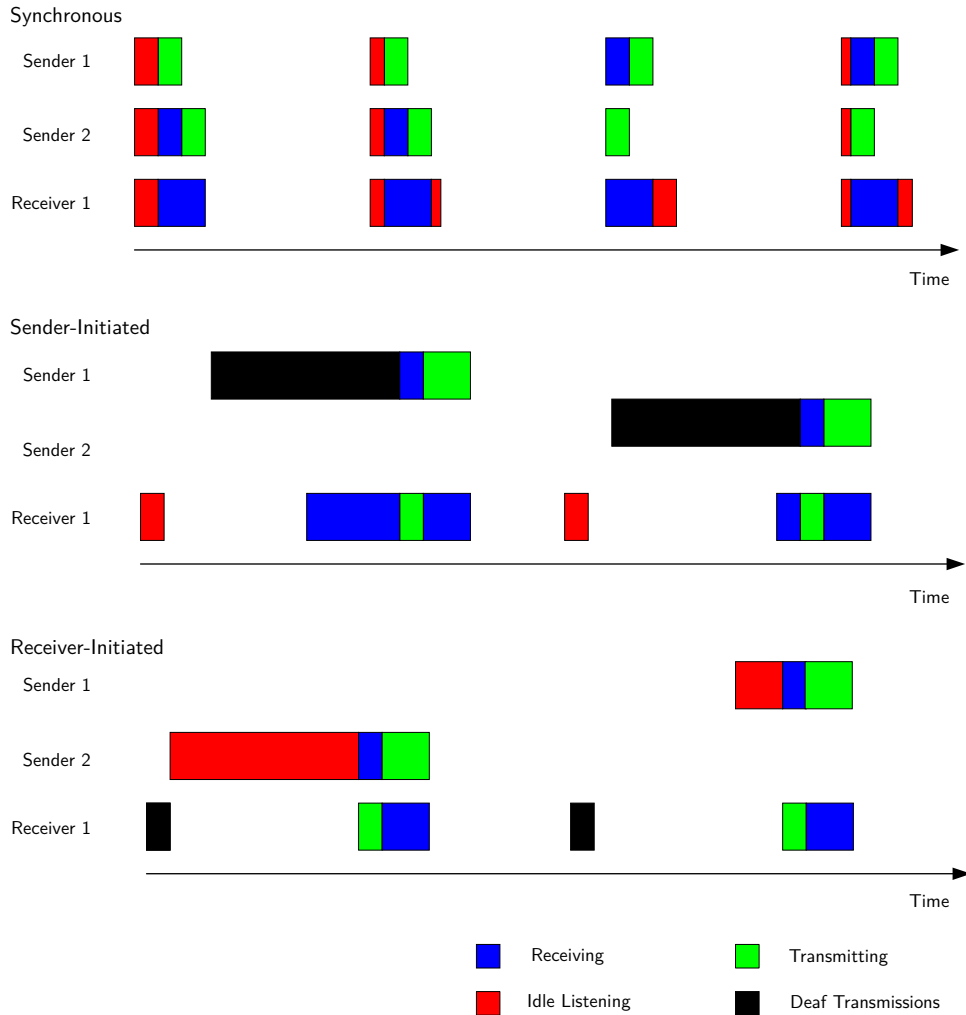 Synchronous
Sender 1
Sender 2
Receiver 1
Time
Sender-Initiated
Sender 1
Sender 2
Receiver 1
Time
Receiver-Initiated
Sender 1
Sender 2
Receiver 1
Time
Receiving
Transmitting
Idle Listening
Deaf Transmissions